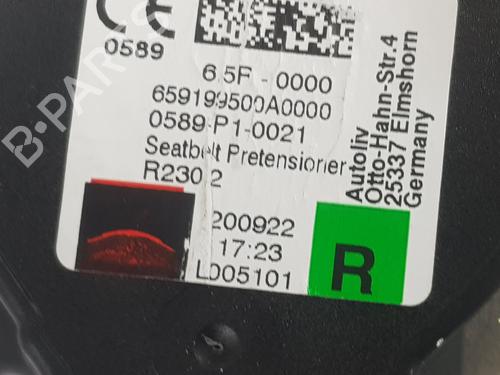 CE
0589
6.5F - 0000
659199500A0000
0589-P1-0021
Seatbelt Pretensioner
R230.2
200922
17:23
L005101
R
Autoliv
Otto-Hahn-Str.4
25337 Elmshorn
Germany
B-Parts